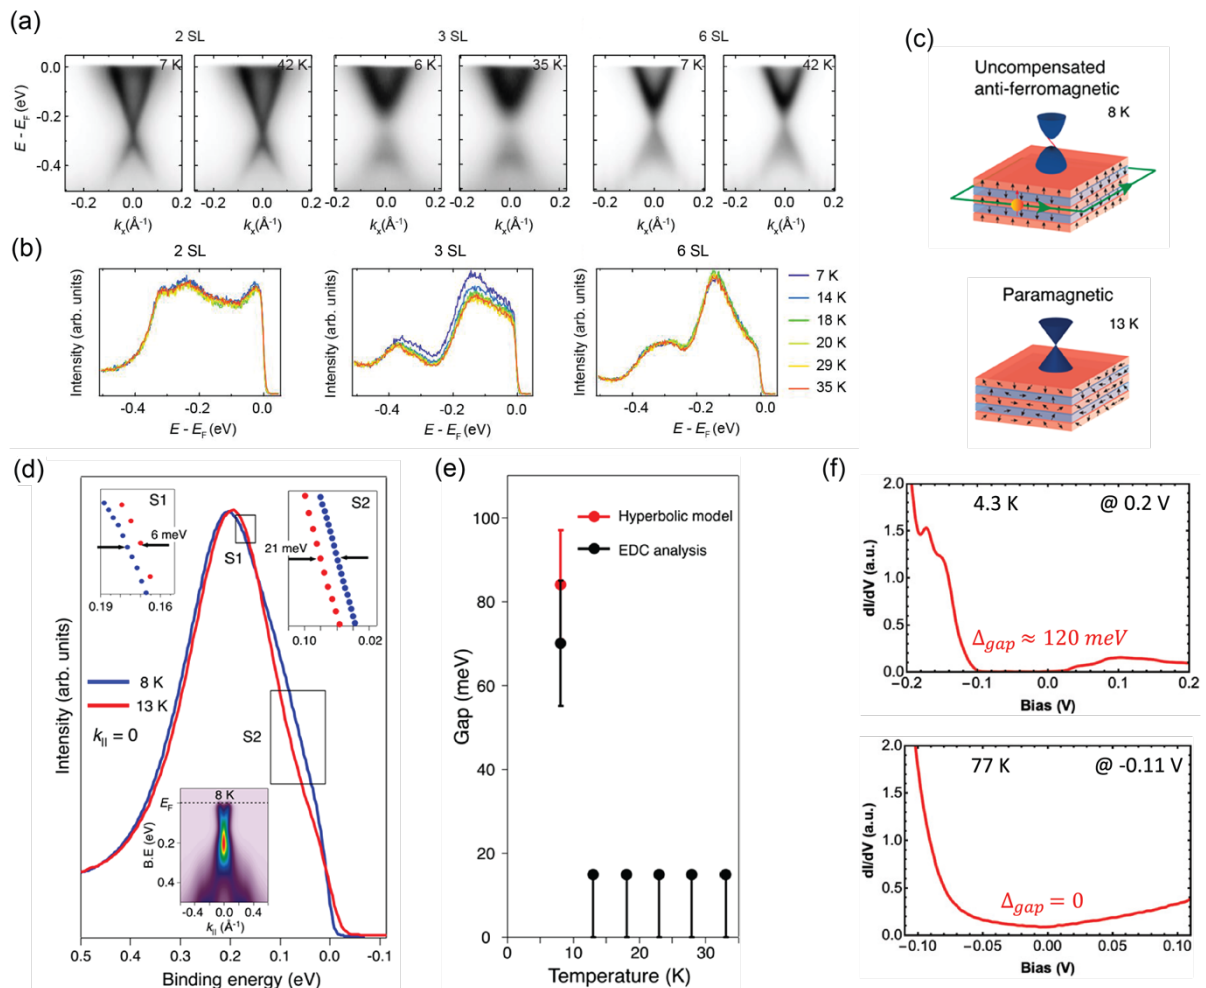 (a)
2 SL
3 SL
6 SL
7 K
42 K
6 K
35 K
7 K
42 K
E - EF (eV)
0.0
-0.2
-0.4
-0.2 0.0 0.2
-0.2 0.0 0.2
-0.2 0.0 0.2
-0.2 0.0 0.2
-0.2 0.0 0.2
-0.2 0.0 0.2
kx(Å-1)
kx(Å-1)
kx(Å-1)
kx(Å-1)
kx(Å-1)
kx(Å-1)
(b)
2 SL
3 SL
6 SL
Intensity (arb. units)
Intensity (arb. units)
Intensity (arb. units)
-0.4 -0.2 0.0
-0.4 -0.2 0.0
-0.4 -0.2 0.0
E - EF (eV)
E - EF (eV)
E - EF (eV)
7 K
14 K
18 K
20 K
29 K
35 K
(c)
Uncompensated
anti-ferromagnetic
8 K
Paramagnetic
13 K
(d)
S1
6 meV
0.19 0.16
S2
21 meV
0.10 0.02
S1
S2
8 K
13 K
k|| = 0
8 K
EF
B.E (eV)
0.2
0.4
-0.4 0.0 0.4
k|| (Å-1)
Intensity (arb. units)
0.5 0.4 0.3 0.2 0.1 0.0 -0.1
Binding energy (eV)
(e)
Hyperbolic model
EDC analysis
Gap (meV)
100
80
60
40
20
0
0 10 20 30
Temperature (K)
(f)
4.3 K @ 0.2 V
Δgap ≈ 120 meV
dI/dV (a.u.)
2.0
1.5
1.0
0.5
0.0
-0.2 -0.1 0.0 0.1 0.2
Bias (V)
77 K @ -0.11 V
Δgap = 0
dI/dV (a.u.)
2.0
1.5
1.0
0.5
0.0
-0.10 -0.05 0.00 0.05 0.10
Bias (V)